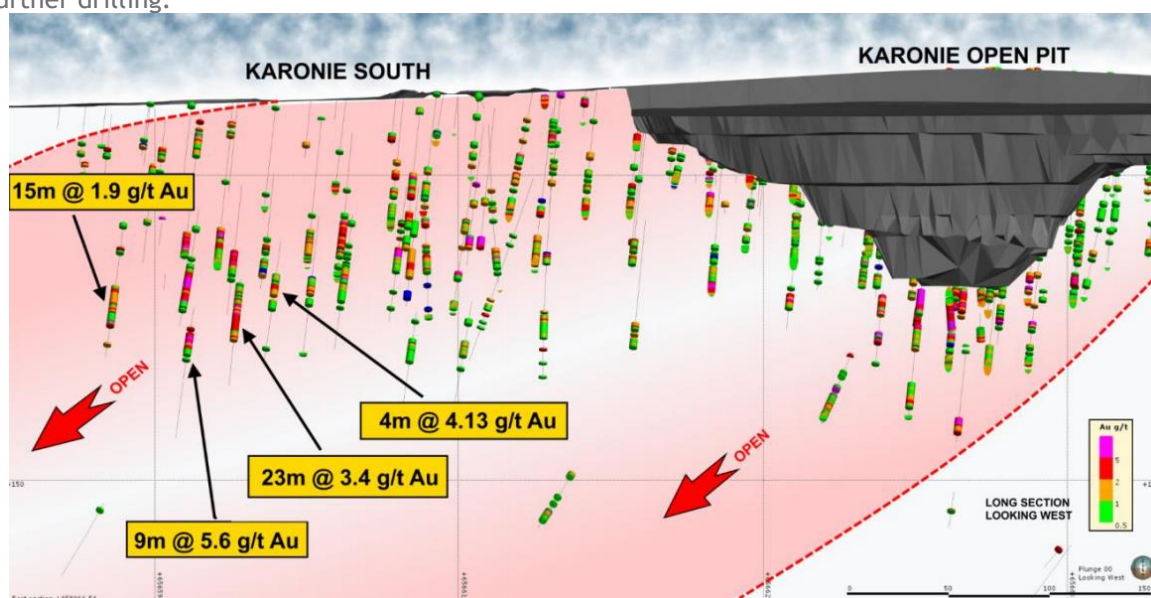 urther drilling.
KARONIE SOUTH
KARONIE OPEN PIT
15m @ 1.9 g/t Au
OPEN
4m @ 4.13 g/t Au
23m @ 3.4 g/t Au
9m @ 5.6 g/t Au
OPEN
Au g/t
5
2
1
0.5
+150
LONG SECTION
LOOKING WEST
Plunge 00
Looking West
0 50 100 150